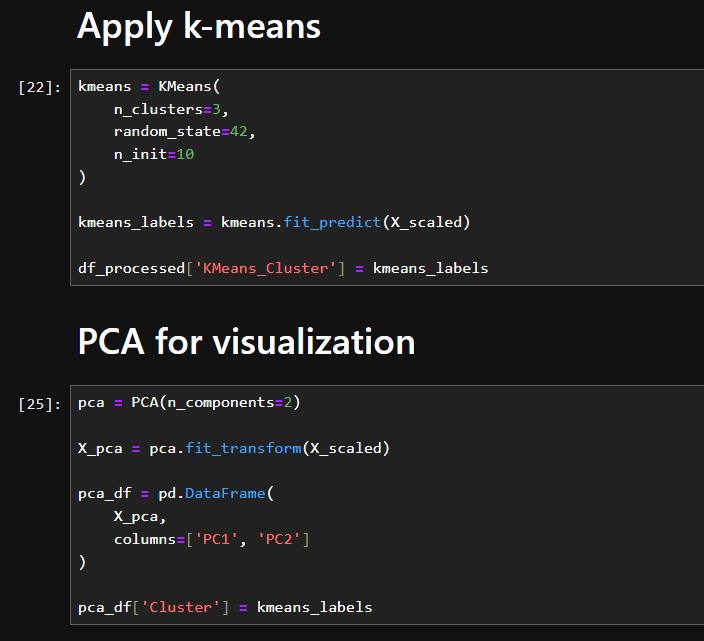 Apply k-means
[22]:
kmeans = KMeans(
    n_clusters=3,
    random_state=42,
    n_init=10
)
kmeans_labels = kmeans.fit_predict(X_scaled)
df_processed['KMeans_Cluster'] = kmeans_labels
PCA for visualization
[25]:
pca = PCA(n_components=2)
X_pca = pca.fit_transform(X_scaled)
pca_df = pd.DataFrame(
    X_pca,
    columns=['PC1', 'PC2']
)
pca_df['Cluster'] = kmeans_labels